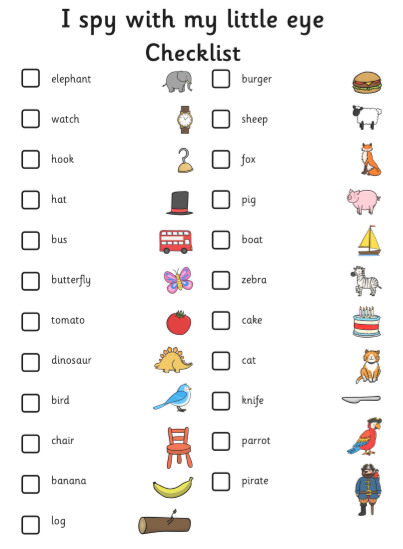 I spy with my little eye
Checklist
elephant
watch
hook
hat
bus
butterfly
tomato
dinosaur
bird
chair
banana
log
burger
sheep
fox
pig
boat
zebra
cake
cat
knife
parrot
pirate